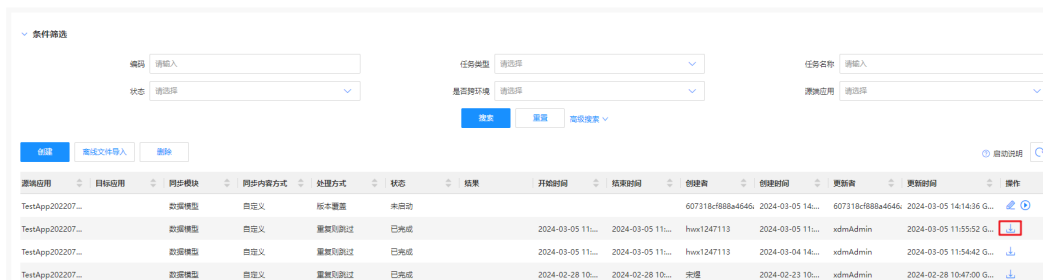 条件筛选
编码 请输入 任务类型 请选择 任务名称 请输入
状态 请选择 是否跨环境 请选择 源端应用 请选择
搜索 重置 高级搜索
创建 离线文件导入 删除 启动说明
源端应用 目标应用 同步模块 同步内容方式 处理方式 状态 结果 开始时间 结束时间 创建者 创建时间 更新者 更新时间 操作
TestApp202207... 数据模型 自定义 版本覆盖 未启动 607318cf888a4646 2024-03-05 14:... 607318cf888a4646 2024-03-05 14:14:36 G...
TestApp202207... 数据模型 自定义 重复则跳过 已完成 2024-03-05 11:... 2024-03-05 11:... hwx1247113 2024-03-05 11:... xdmAdmin 2024-03-05 11:55:52 G...
TestApp202207... 数据模型 自定义 重复则跳过 已完成 2024-03-05 11:... 2024-03-05 11:... hwx1247113 2024-03-04 14:... xdmAdmin 2024-03-05 11:54:42 G...
TestApp202207... 数据模型 自定义 重复则跳过 已完成 2024-02-28 10:... 2024-02-28 10:... 宋煜 2024-02-23 10:... xdmAdmin 2024-02-28 10:47:00 G...